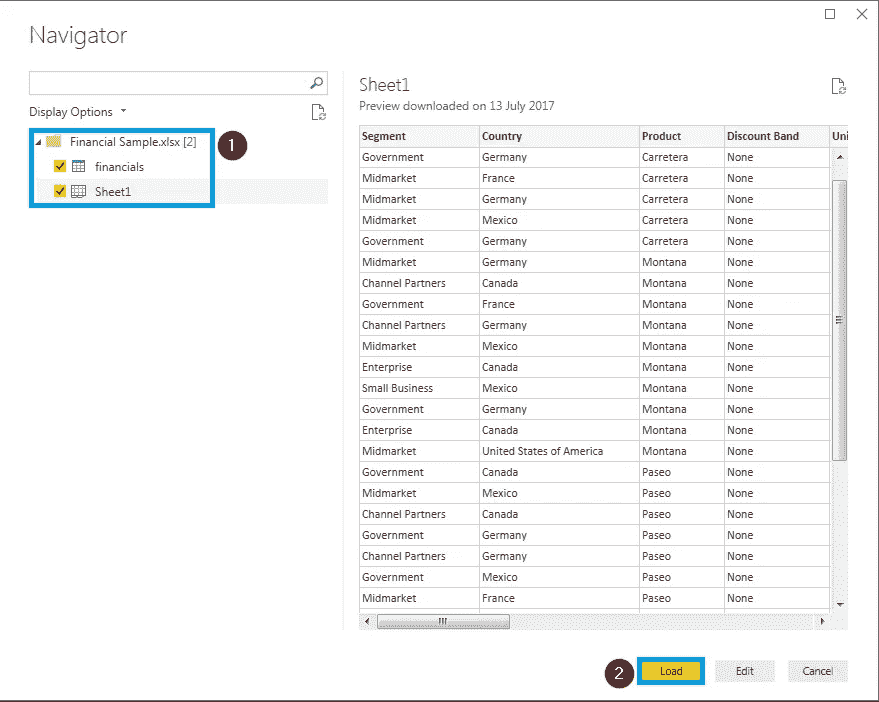 Navigator
Display Options
Financial Sample.xlsx [2]
1
financials
Sheet1
Sheet1
Preview downloaded on 13 July 2017
Segment Country Product Discount Band Uni
Government Germany Carretera None
Midmarket France Carretera None
Midmarket Germany Carretera None
Midmarket Mexico Carretera None
Government Germany Carretera None
Midmarket Germany Montana None
Channel Partners Canada Montana None
Government France Montana None
Channel Partners Germany Montana None
Midmarket Mexico Montana None
Enterprise Canada Montana None
Small Business Mexico Montana None
Government Germany Montana None
Enterprise Canada Montana None
Midmarket United States of America Montana None
Government Canada Paseo None
Midmarket Mexico Paseo None
Channel Partners Canada Paseo None
Government Germany Paseo None
Channel Partners Germany Paseo None
Government Mexico Paseo None
Midmarket France Paseo None
2 Load Edit Cancel